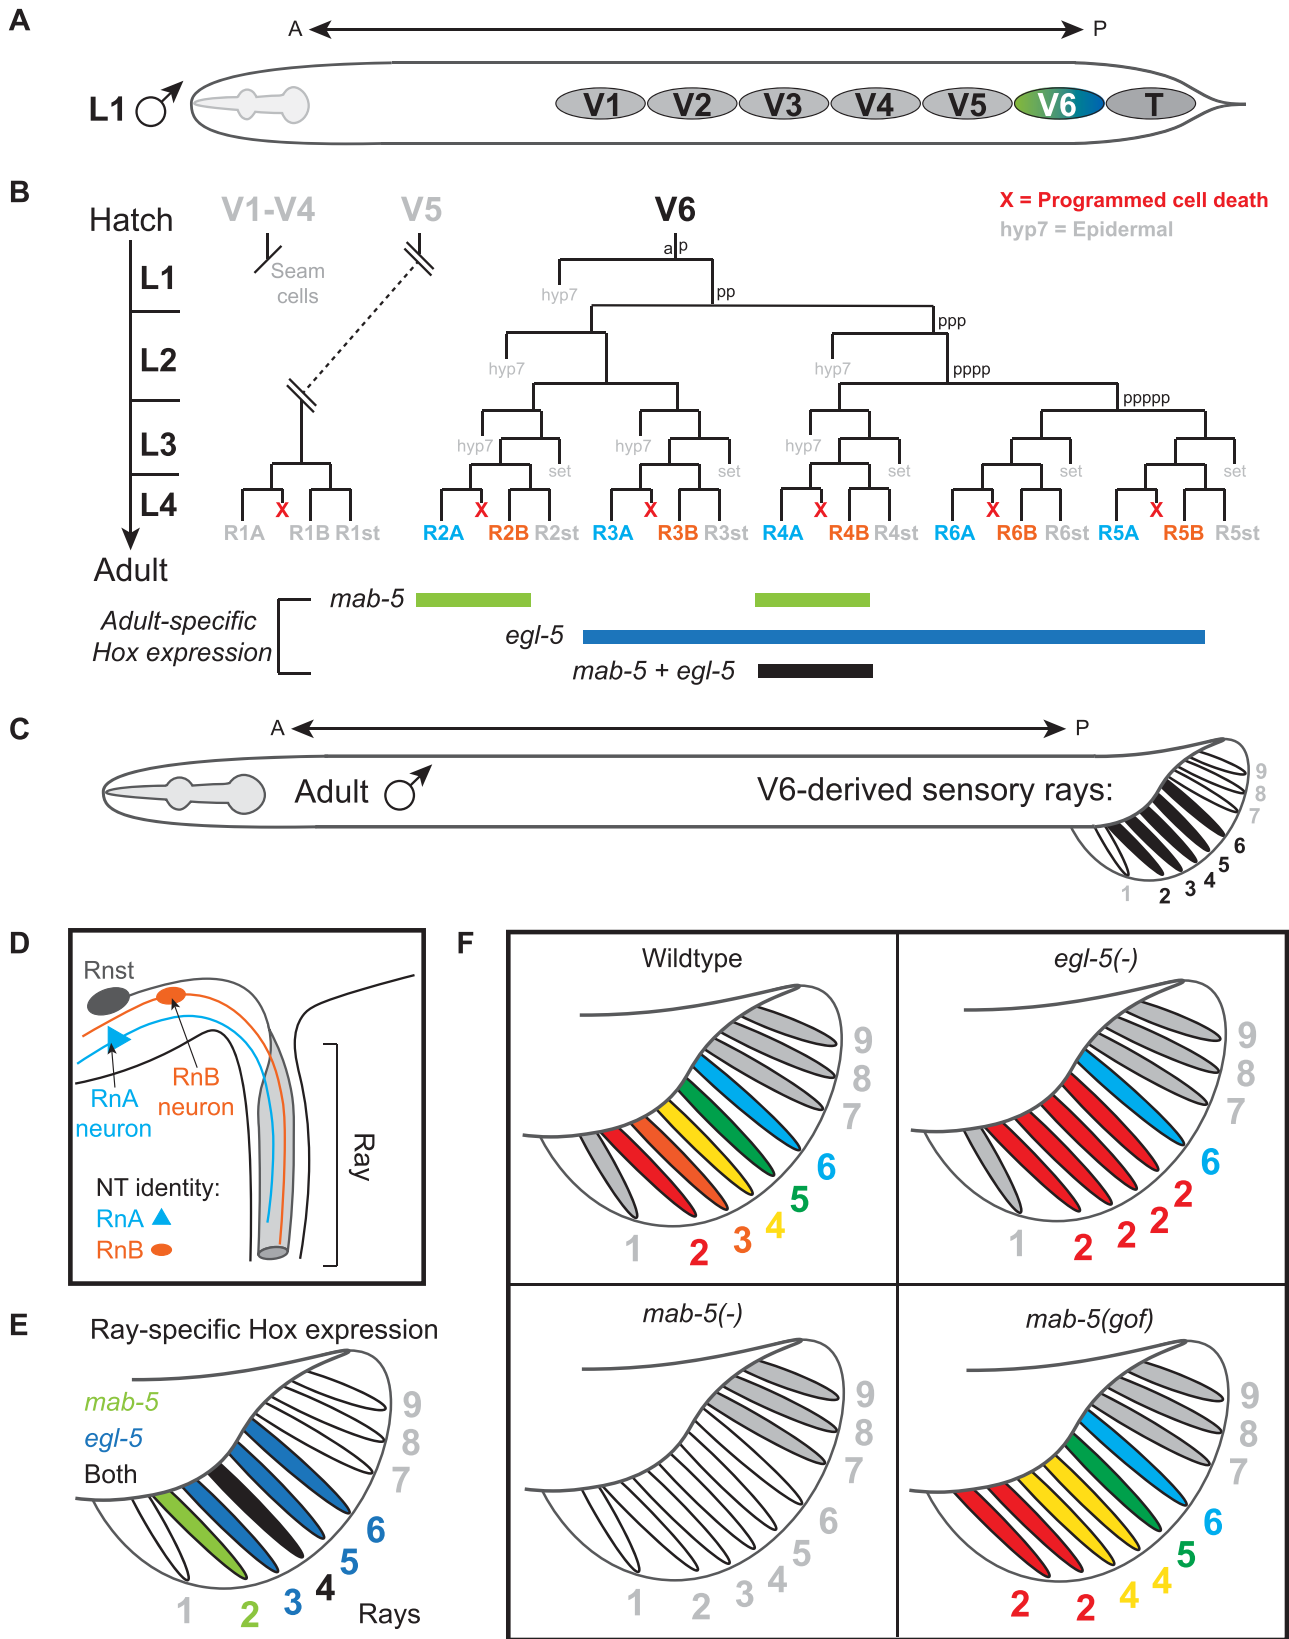 A
A P
L1 V1 V2 V3 V4 V5 V6 T
B
Hatch V1-V4 V5 V6 X = Programmed cell death
hyp7 = Epidermal
a p
L1 Seam
cells
hyp7 pp
ppp
L2 hyp7 hyp7 pppp
ppppp
L3 hyp7 hyp7 hyp7
set set set set set
L4 X X X X X X
R1A R1B R1st R2A R2B R2st R3A R3B R3st R4A R4B R4st R6A R6B R6st R5A R5B R5st
Adult
Adult-specific
Hox expression
mab-5
egl-5
mab-5 + egl-5
C
A P
Adult V6-derived sensory rays:
9
8
7
6
5
4
3
2
1
D
Rnst
RnA
neuron
RnB
neuron
Ray
NT identity:
RnA
RnB
E
Ray-specific Hox expression
mab-5
egl-5
Both
9
8
7
6
5
4
3
2
1
Rays
F
Wildtype
9
8
7
6
5
4
3
2
1
egl-5(-)
9
8
7
6
2
2
2
2
1
mab-5(-)
9
8
7
6
5
4
3
2
1
mab-5(gof)
9
8
7
6
5
4
4
2
2